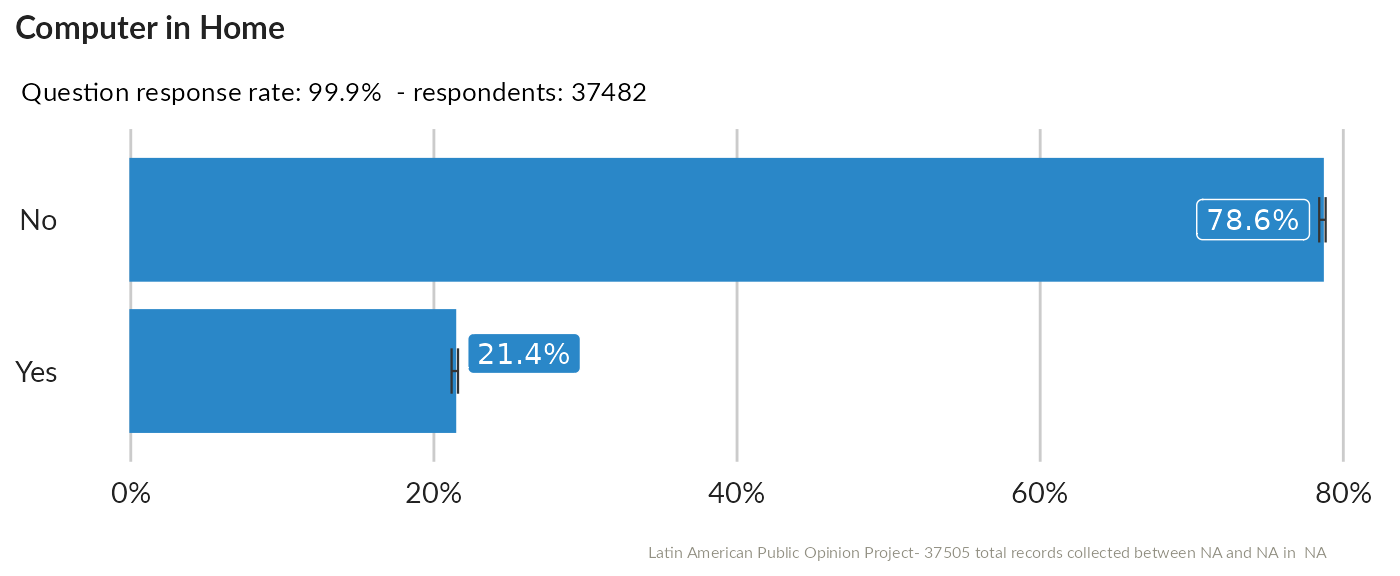 Computer in Home
Question response rate: 99.9%  - respondents: 37482
No
78.6%
Yes
21.4%
0%
20%
40%
60%
80%
Latin American Public Opinion Project- 37505 total records collected between NA and NA in  NA